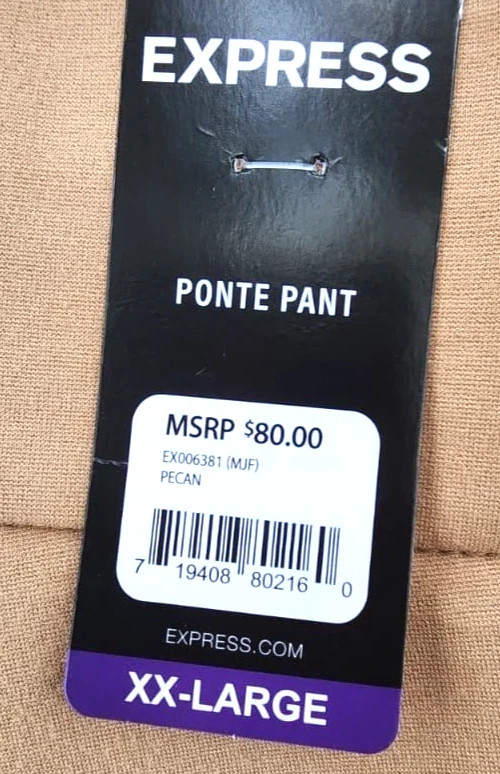 EXPRESS
PONTE PANT
MSRP $80.00
EX006381 (MJF)
PECAN
7 19408 80216 0
EXPRESS.COM
XX-LARGE